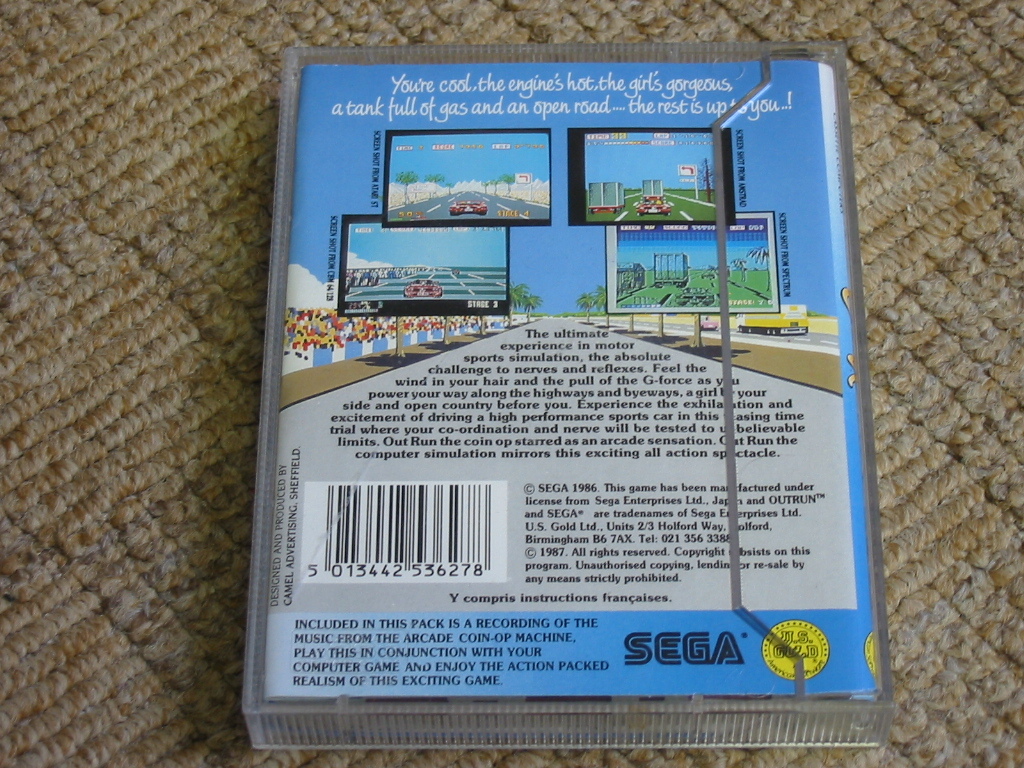 You're cool, the engine's hot, the girl's gorgeous,
a tank full of gas and an open road .... the rest is up to you..!
SCREEN SHOT FROM ATARI ST
SCREEN SHOT FROM AMSTRAD
SCREEN SHOT FROM CBM 64/128
SCREEN SHOT FROM SPECTRUM
STAGE 3
The ultimate
experience in motor
sports simulation, the absolute
challenge to nerves and reflexes. Feel the
wind in your hair and the pull of the G-force as you
power your way along the highways and byeways, a girl by your
side and open country before you. Experience the exhilaration and
excitement of driving a high performance sports car in this teasing time
trial where your co-ordination and nerve will be tested to unbelievable
limits. Out Run the coin op starred as an arcade sensation. Out Run the
computer simulation mirrors this exciting all action spectacle.
DESIGNED AND PRODUCED BY
CAMEL ADVERTISING, SHEFFIELD.
5 013442 536278
© SEGA 1986. This game has been manufactured under
license from Sega Enterprises Ltd., Japan and OUTRUN™
and SEGA® are tradenames of Sega Enterprises Ltd.
U.S. Gold Ltd., Units 2/3 Holford Way, Holford,
Birmingham B6 7AX. Tel: 021 356 3388
© 1987. All rights reserved. Copyright subsists on this
program. Unauthorised copying, lending or re-sale by
any means strictly prohibited.
Y compris instructions françaises.
INCLUDED IN THIS PACK IS A RECORDING OF THE
MUSIC FROM THE ARCADE COIN-OP MACHINE.
PLAY THIS IN CONJUNCTION WITH YOUR
COMPUTER GAME AND ENJOY THE ACTION PACKED
REALISM OF THIS EXCITING GAME.
SEGA®
U.S.
GOLD